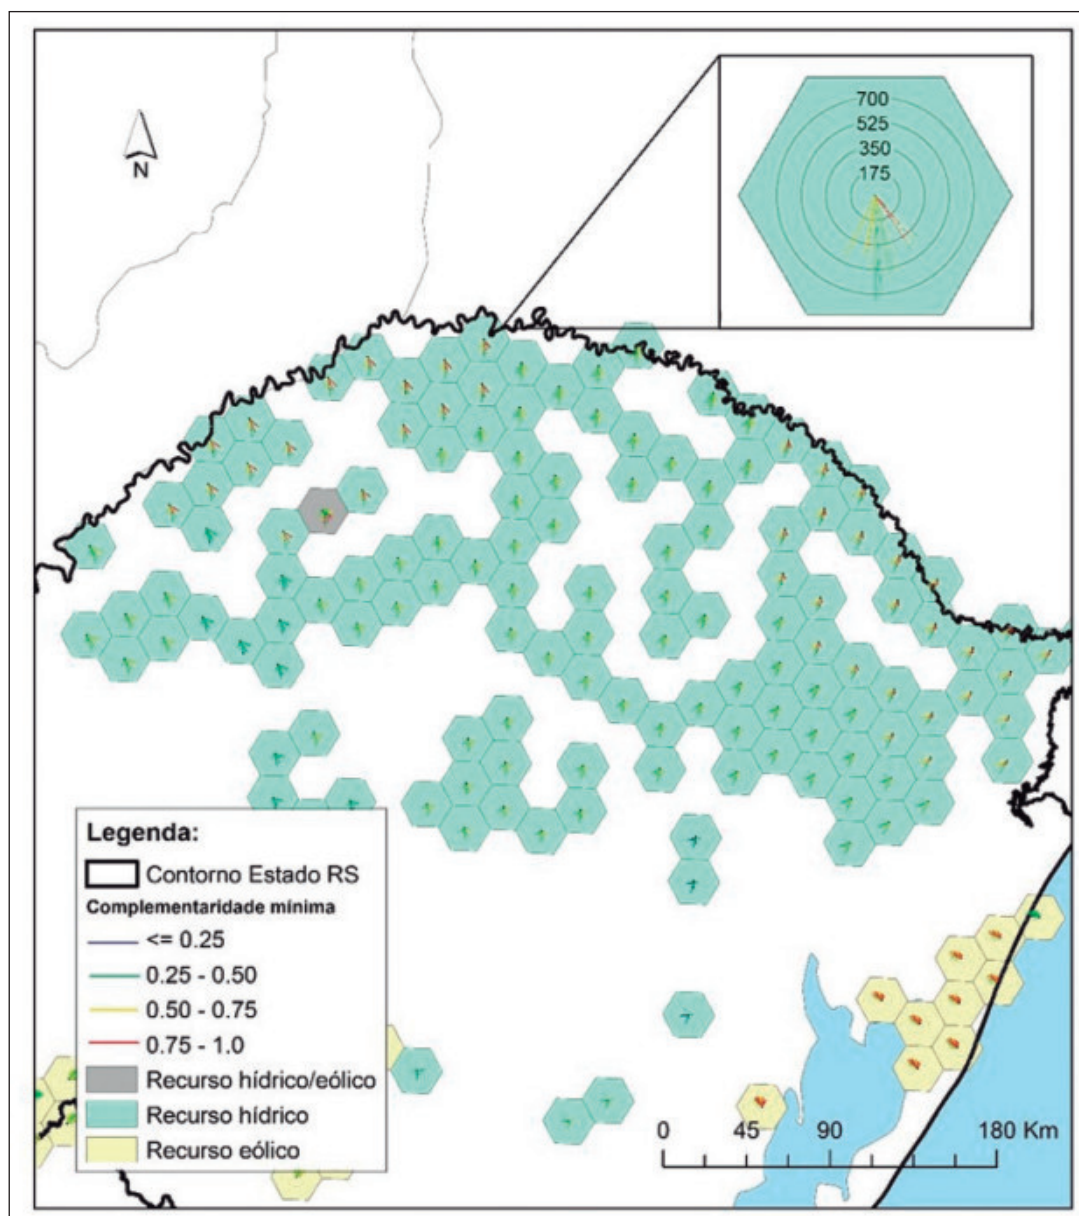 700
525
350
175
N
Legenda:
Contorno Estado RS
Complementaridade mínima
<= 0.25
0.25 - 0.50
0.50 - 0.75
0.75 - 1.0
Recurso hídrico/eólico
Recurso hídrico
Recurso eólico
0 45 90 180 Km